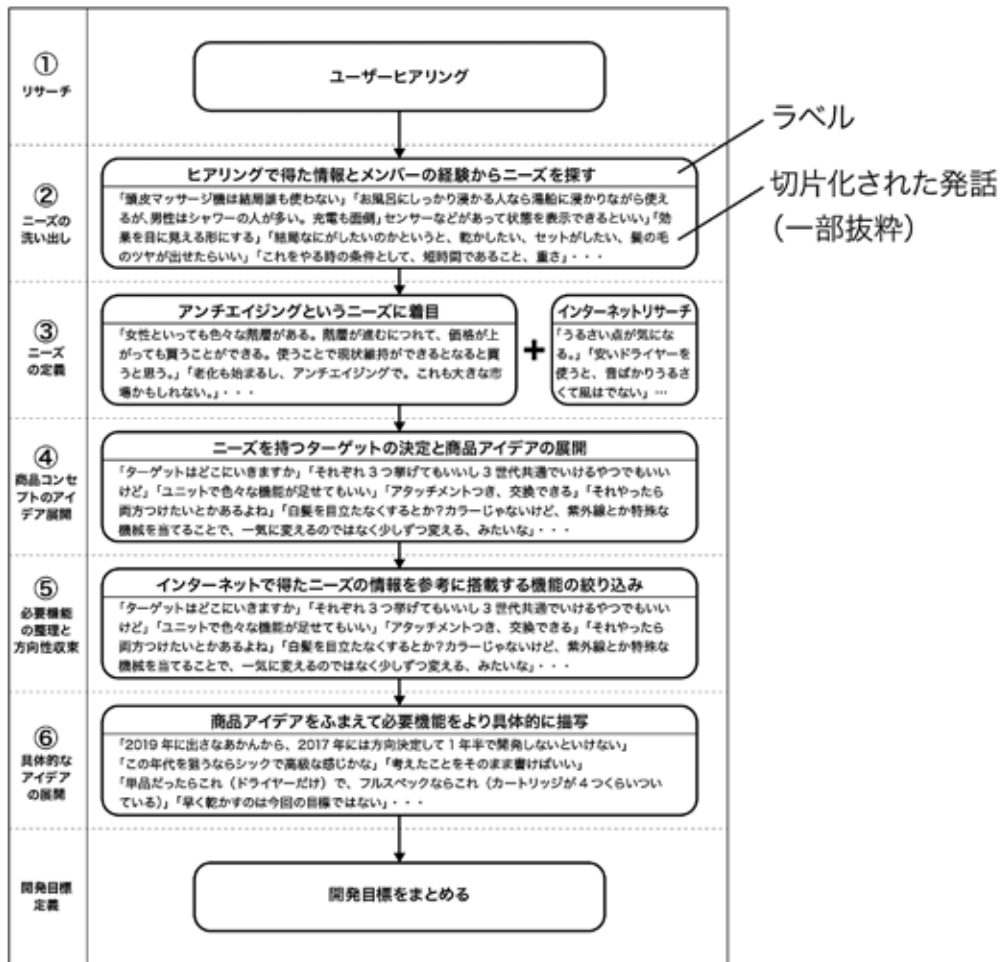 ①
リサーチ
ユーザーヒアリング
ラベル
②
ニーズの
洗い出し
ヒアリングで得た情報とメンバーの経験からニーズを探す
「頭皮マッサージ機は結局誰も使わない」「お風呂にしっかり浸かる人なら湯船に浸かりながら使え
るが、男性はシャワーの人が多い。充電も面倒」センサーなどがあって状態を表示できるといい」「効
果を目に見える形にする」「結局なにがしたいのかというと、乾かしたい、セットがしたい、髪の毛
のツヤが出せたらいい」「これをやる時の条件として、短時間であること、重さ」・・・
切片化された発話
（一部抜粋）
③
ニーズ
の定義
アンチエイジングというニーズに着目
「女性といっても色々な階層がある。階層が進むにつれて、価格が上
がっても買うことができる。使うことで現状維持ができるとなると買
うと思う。」「老化も始まるし、アンチエイジングで。これも大きな市
場かもしれない。」・・・
+
インターネットリサーチ
「うるさい点が気にな
る。」「安いドライヤーを
使うと、音ばかりうるさ
くて風はでない」…
④
商品コンセ
プトのアイ
デア展開
ニーズを持つターゲットの決定と商品アイデアの展開
「ターゲットはどこにいきますか」「それぞれ3つ挙げてもいいし3世代共通でいけるやつでもいい
けど」「ユニットで色々な機能が足せてもいい」「アタッチメントつき、交換できる」「それやったら
両方つけたいとかあるよね」「白髪を目立たなくするとか?カラーじゃないけど、紫外線とか特殊な
機械を当てることで、一気に変えるのではなく少しずつ変える、みたいな」・・・
⑤
必要機能
の整理と
方向性収束
インターネットで得たニーズの情報を参考に搭載する機能の絞り込み
「ターゲットはどこにいきますか」「それぞれ3つ挙げてもいいし3世代共通でいけるやつでもいい
けど」「ユニットで色々な機能が足せてもいい」「アタッチメントつき、交換できる」「それやったら
両方つけたいとかあるよね」「白髪を目立たなくするとか?カラーじゃないけど、紫外線とか特殊な
機械を当てることで、一気に変えるのではなく少しずつ変える、みたいな」・・・
⑥
具体的な
アイデア
の展開
商品アイデアをふまえて必要機能をより具体的に描写
「2019年に出さなあかんから、2017年には方向決定して1年半で開発しないといけない」
「この年代を狙うならシックで高級な感じかな」「考えたことをそのまま書けばいい」
「単品だったらこれ（ドライヤーだけ）で、フルスペックならこれ（カートリッジが4つくらいつい
ている）」「早く乾かすのは今回の目標ではない」・・・
開発目標
定義
開発目標をまとめる